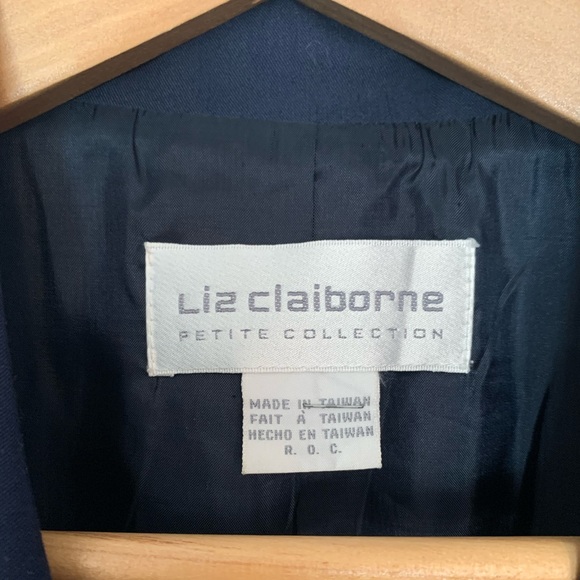 Liz claiborne
PETITE COLLECTION
MADE IN TAIWAN
FAIT À TAIWAN
HECHO EN TAIWAN
R. O. C.